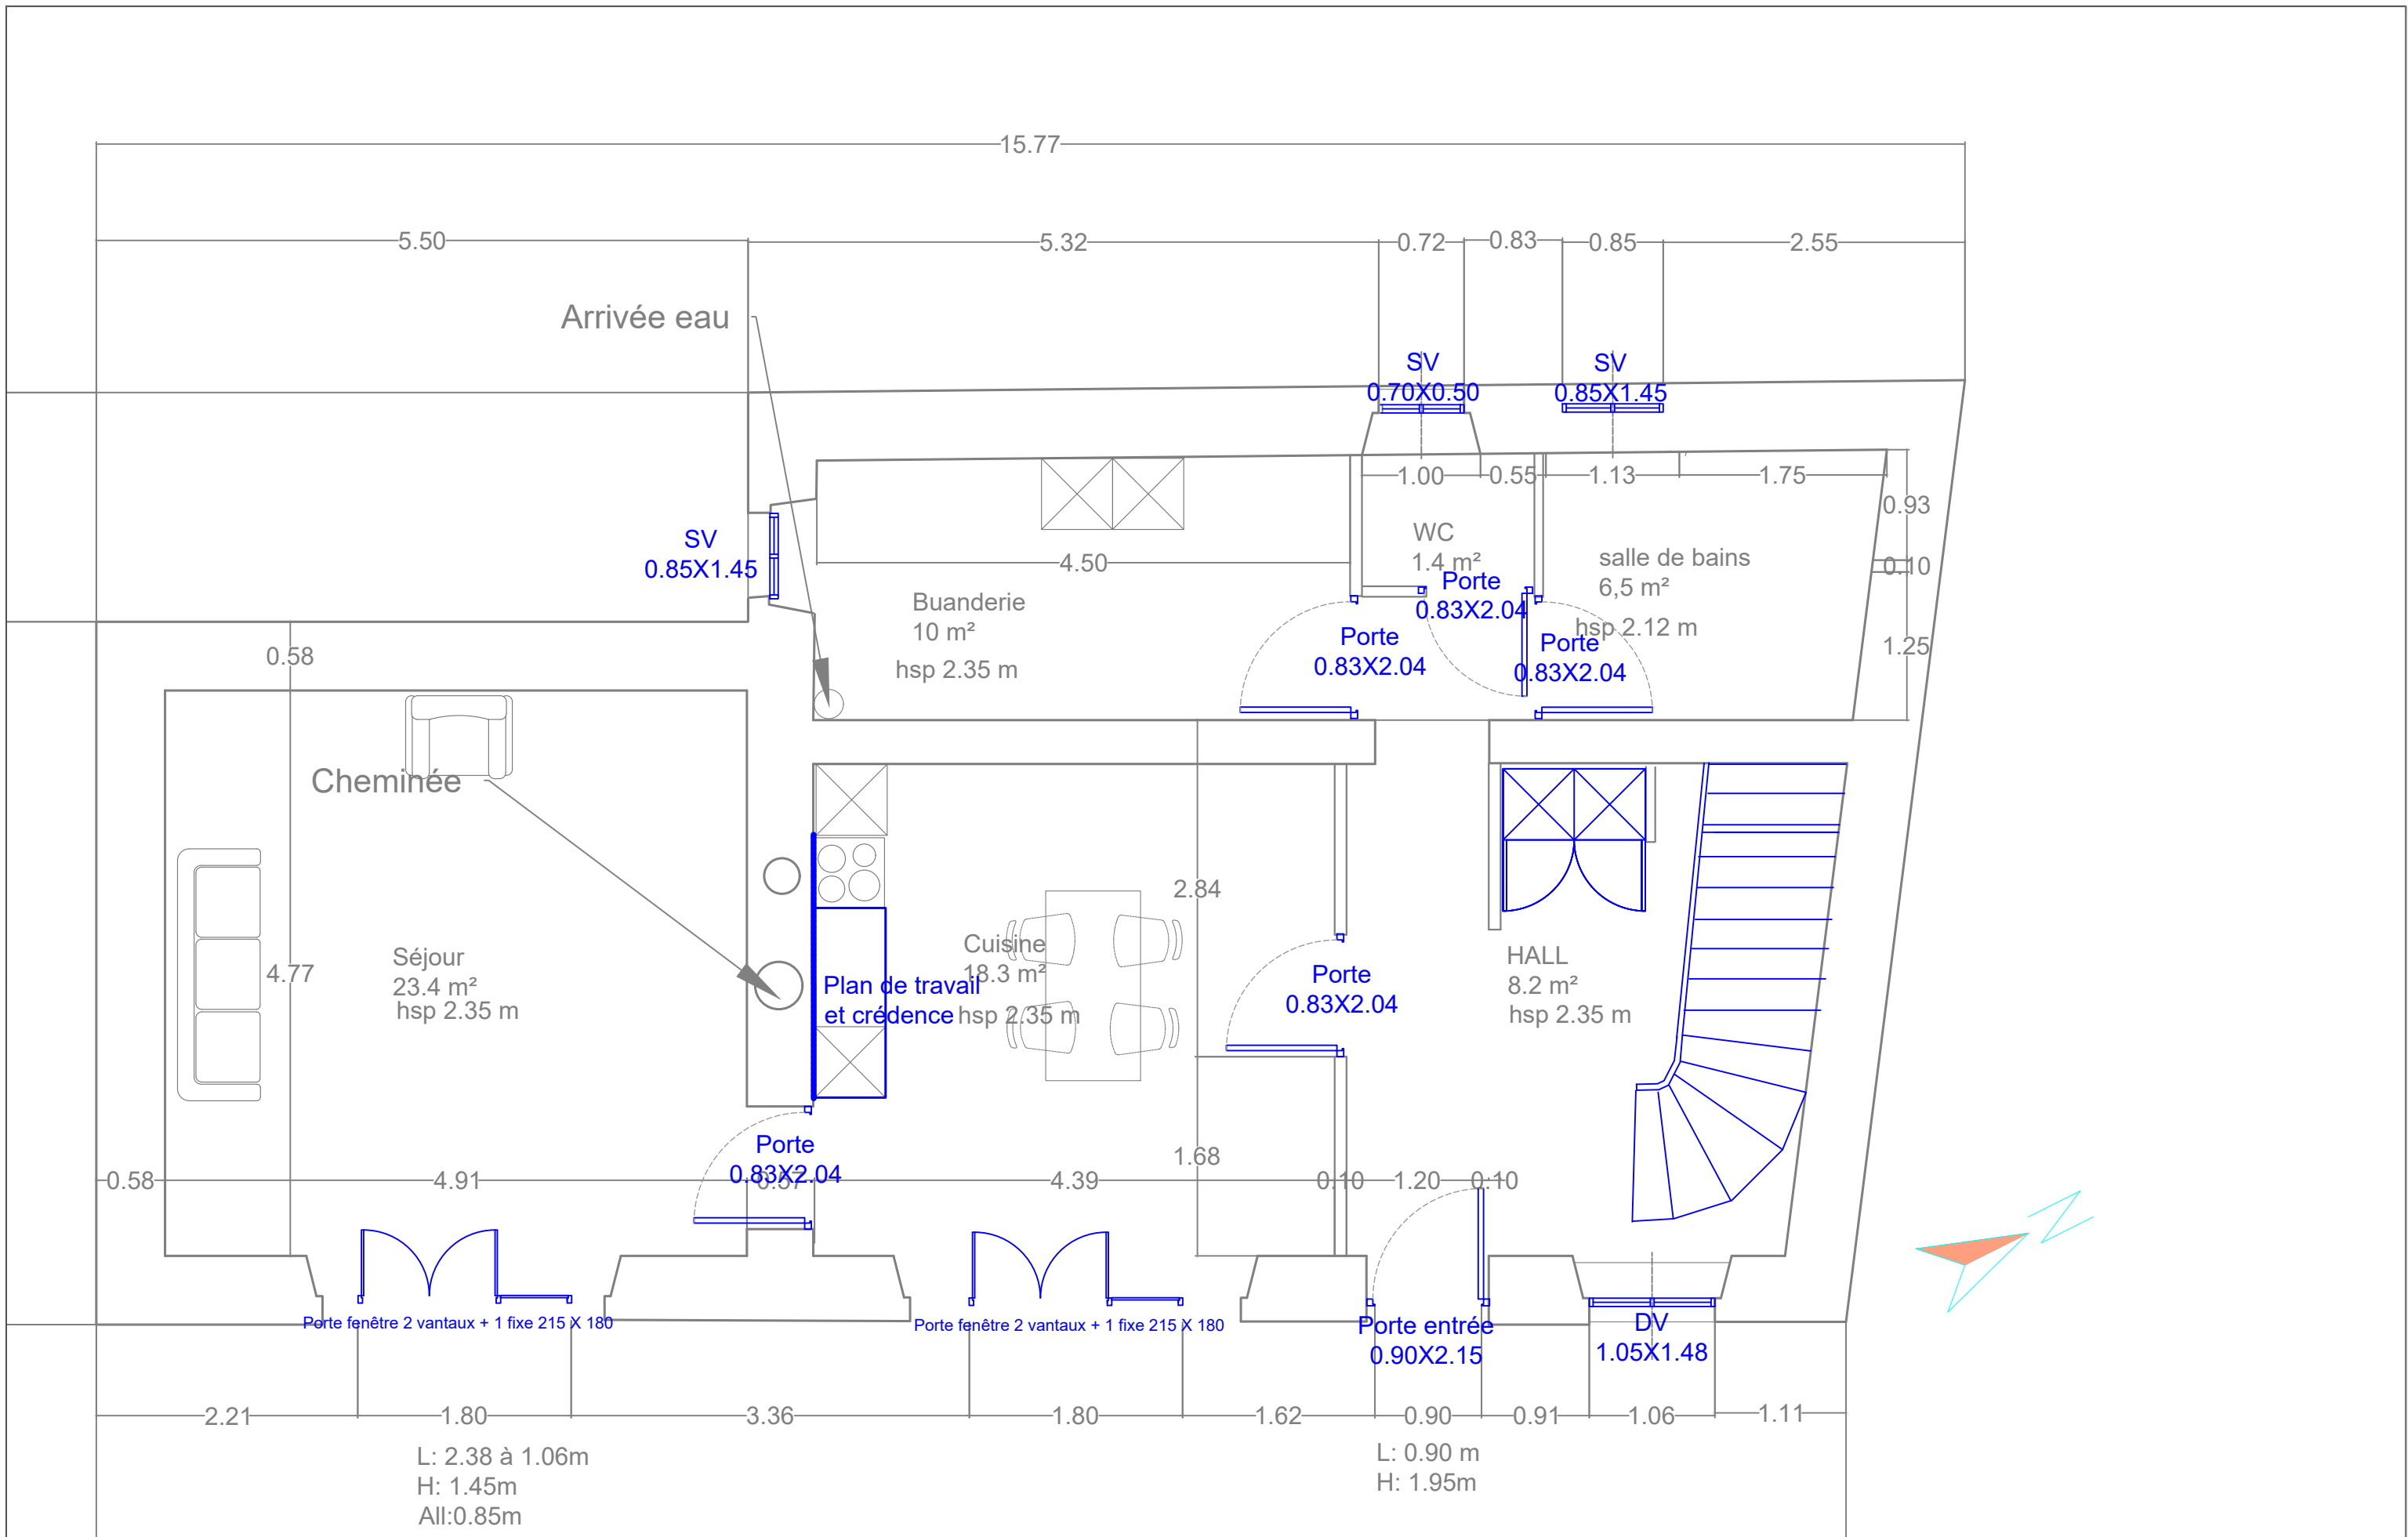 15.77
5.50
5.32
0.72
0.83
0.85
2.55
Arrivée eau
SV
0.70X0.50
SV
0.85X1.45
1.00
0.55
1.13
1.75
0.93
SV
0.85X1.45
4.50
WC
1.4 m²
salle de bains
6,5 m²
hsp 2.12 m
0.10
Buanderie
10 m²
hsp 2.35 m
Porte
0.83X2.04
Porte
0.83X2.04
Porte
0.83X2.04
1.25
0.58
Cheminée
2.84
Séjour
23.4 m²
hsp 2.35 m
4.77
Cuisine
18.3 m²
hsp 2.35 m
Plan de travail
et crédence
Porte
0.83X2.04
HALL
8.2 m²
hsp 2.35 m
Porte
0.83X2.04
1.68
0.58
4.91
0.57
4.39
0.10
1.20
0.10
Porte fenêtre 2 vantaux + 1 fixe 215 X 180
Porte fenêtre 2 vantaux + 1 fixe 215 X 180
Porte entrée
0.90X2.15
DV
1.05X1.48
2.21
1.80
3.36
1.80
1.62
0.90
0.91
1.06
1.11
L: 2.38 à 1.06m
H: 1.45m
All:0.85m
L: 0.90 m
H: 1.95m
N